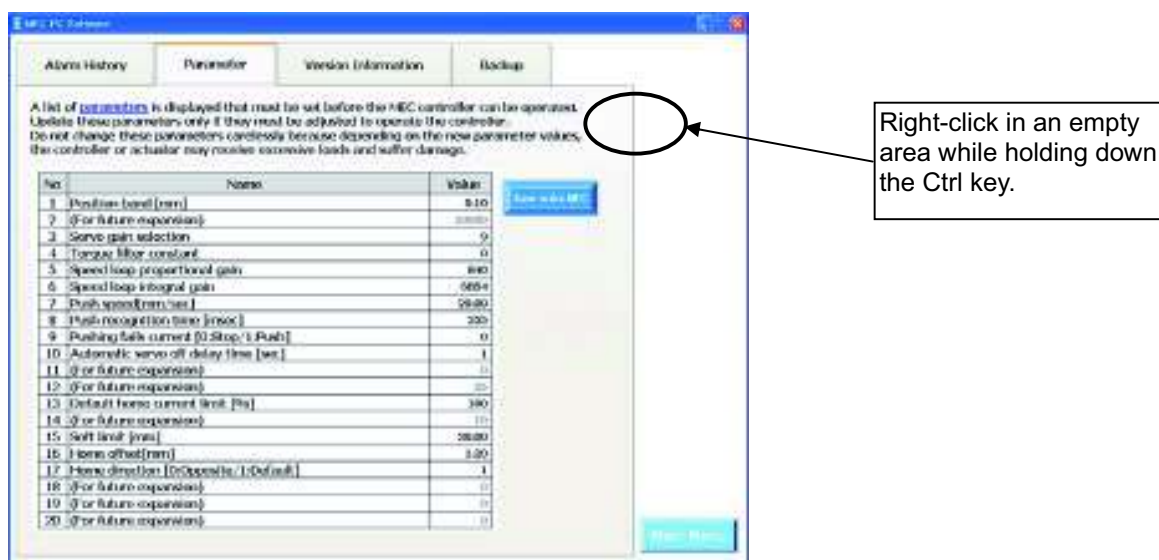 MEC PC Software
Alarm History
Parameter
Version Information
Backup
A list of parameters is displayed that must be set before the MEC controller can be operated.
Update these parameters only if they must be adjusted to operate the controller.
Do not change these parameters carelessly because depending on the new parameter values,
the controller or actuator may receive excessive loads and suffer damage.
No. Name Value
1 Position band [mm] 0.10
2 (For future expansion)
3 Servo gain selection 9
4 Torque filter constant 0
5 Speed loop proportional gain
6 Speed loop integral gain
7 Push speed[mm/sec]
8 Push recognition time [msec]
9 Pushing fails current [0:Stop/1:Push] 0
10 Automatic servo off delay time [sec] 1
11 (For future expansion)
12 (For future expansion)
13 Default home current limit [%] 100
14 (For future expansion)
15 Soft limit [mm]
16 Home offset[mm]
17 Home direction [0:Opposite/1:Default] 1
18 (For future expansion)
19 (For future expansion)
20 (For future expansion)
Main Menu
Right-click in an empty
area while holding down
the Ctrl key.